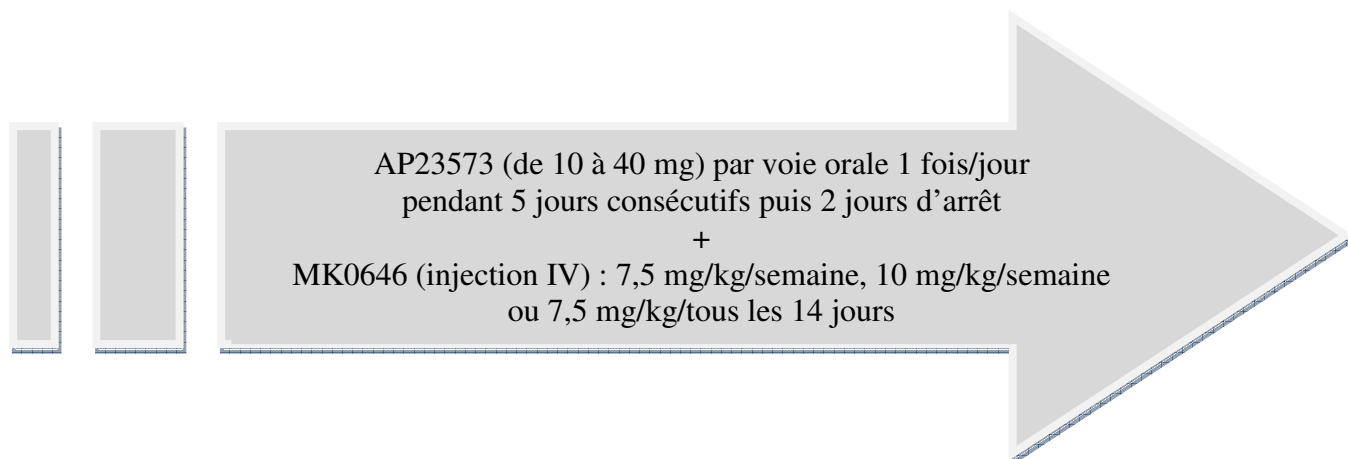 AP23573 (de 10 à 40 mg) par voie orale 1 fois/jour
pendant 5 jours consécutifs puis 2 jours d’arrêt
+
MK0646 (injection IV) : 7,5 mg/kg/semaine, 10 mg/kg/semaine
ou 7,5 mg/kg/tous les 14 jours